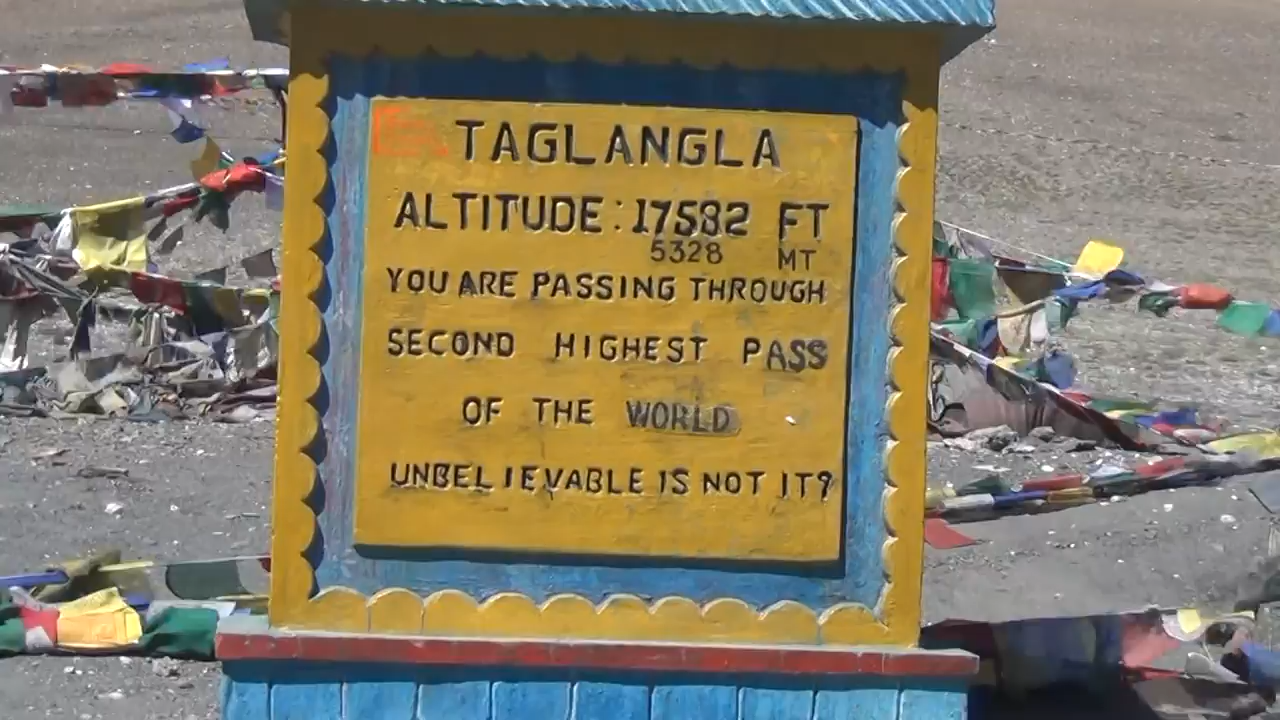 TAGLANGLA
ALTITUDE : 17582 FT
5328 MT
YOU ARE PASSING THROUGH
SECOND HIGHEST PASS
OF THE WORLD
UNBELIEVABLE IS NOT IT?